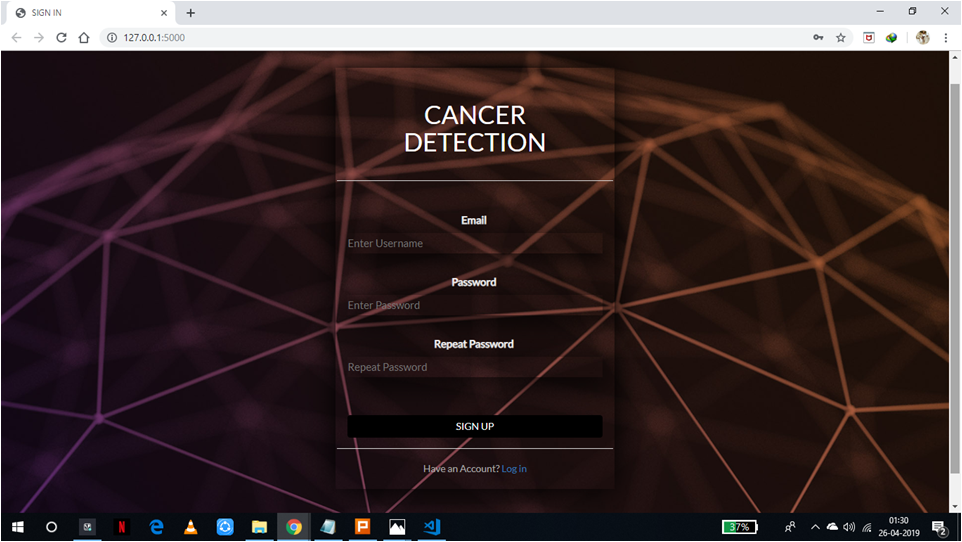 SIGN IN
127.0.0.1:5000
CANCER
DETECTION
Email
Enter Username
Password
Enter Password
Repeat Password
Repeat Password
SIGN UP
Have an Account? Log in
37%
01:30
26-04-2019
2